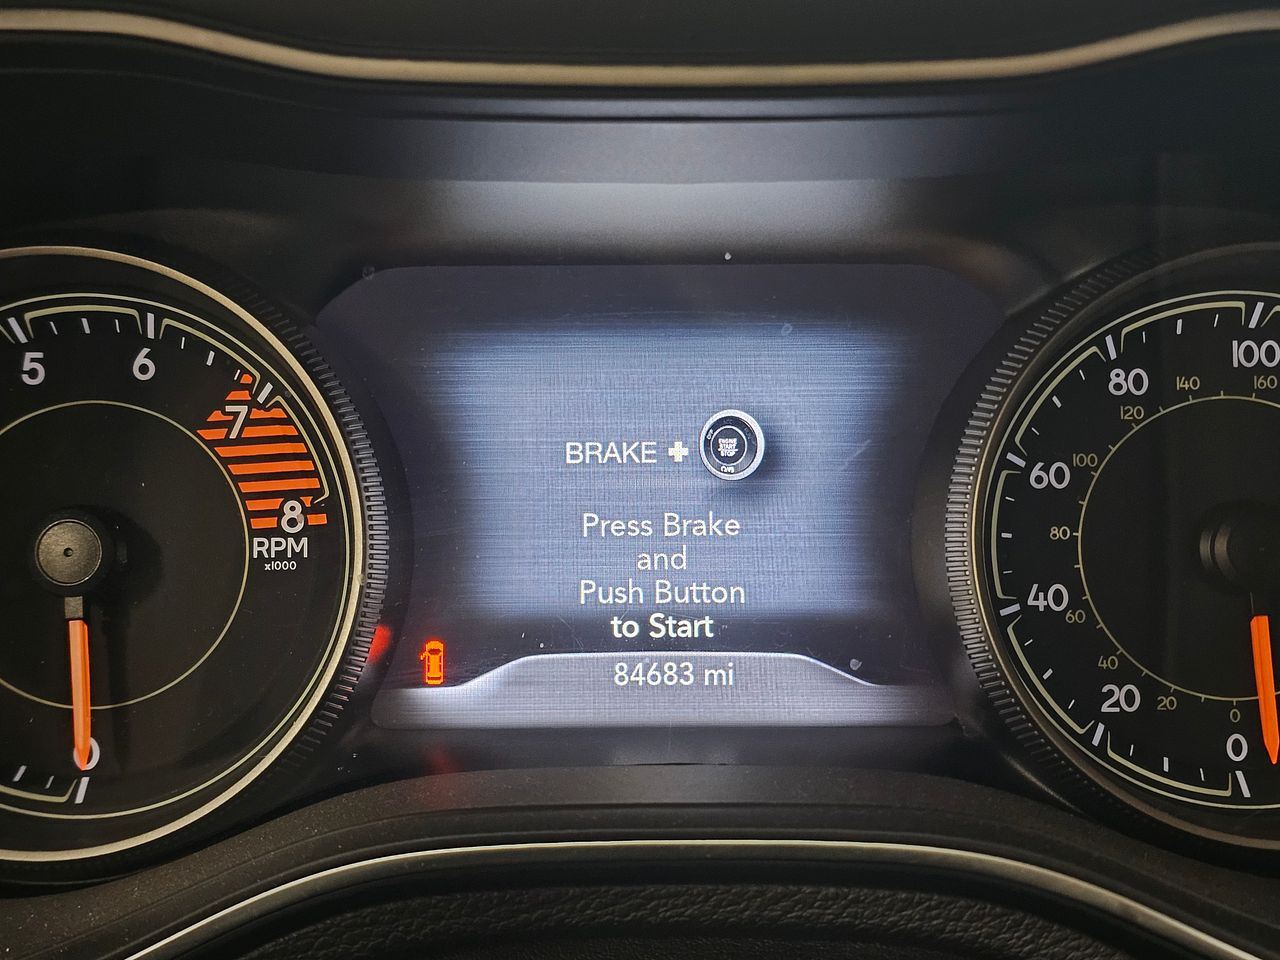 5
6
7
8
RPM
x1000
0
BRAKE +
ENGINE
START
STOP
Press Brake
and
Push Button
to Start
84683 mi
100
160
80
140
120
60
100
80
40
60
40
20
20
0
0